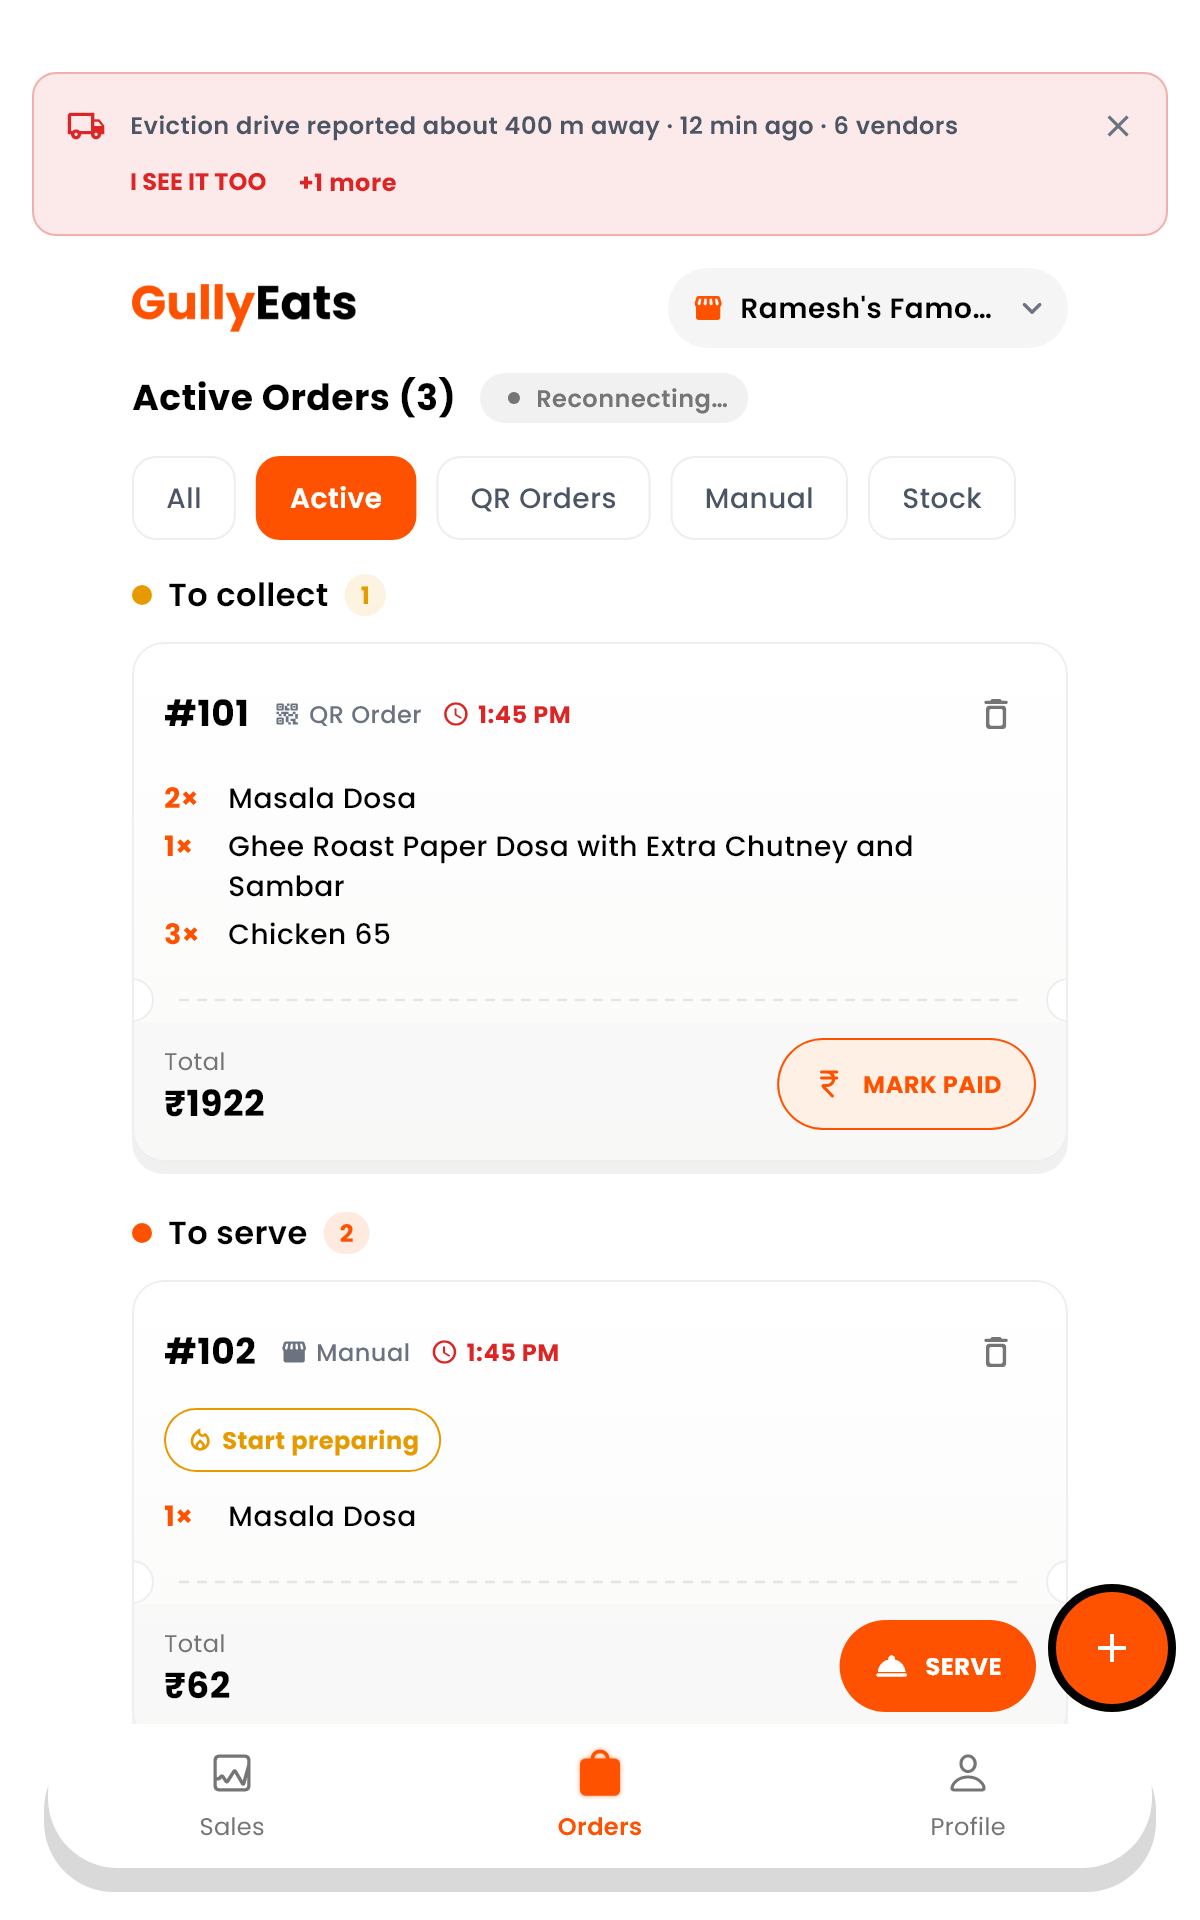 Eviction drive reported about 400 m away · 12 min ago · 6 vendors
I SEE IT TOO +1 more
GullyEats
Ramesh's Famo...
Active Orders (3)
Reconnecting...
All Active QR Orders Manual Stock
To collect 1
#101 QR Order 1:45 PM
2× Masala Dosa
1× Ghee Roast Paper Dosa with Extra Chutney and
Sambar
3× Chicken 65
Total
₹1922
₹ MARK PAID
To serve 2
#102 Manual 1:45 PM
Start preparing
1× Masala Dosa
Total
₹62
SERVE
+
Sales Orders Profile